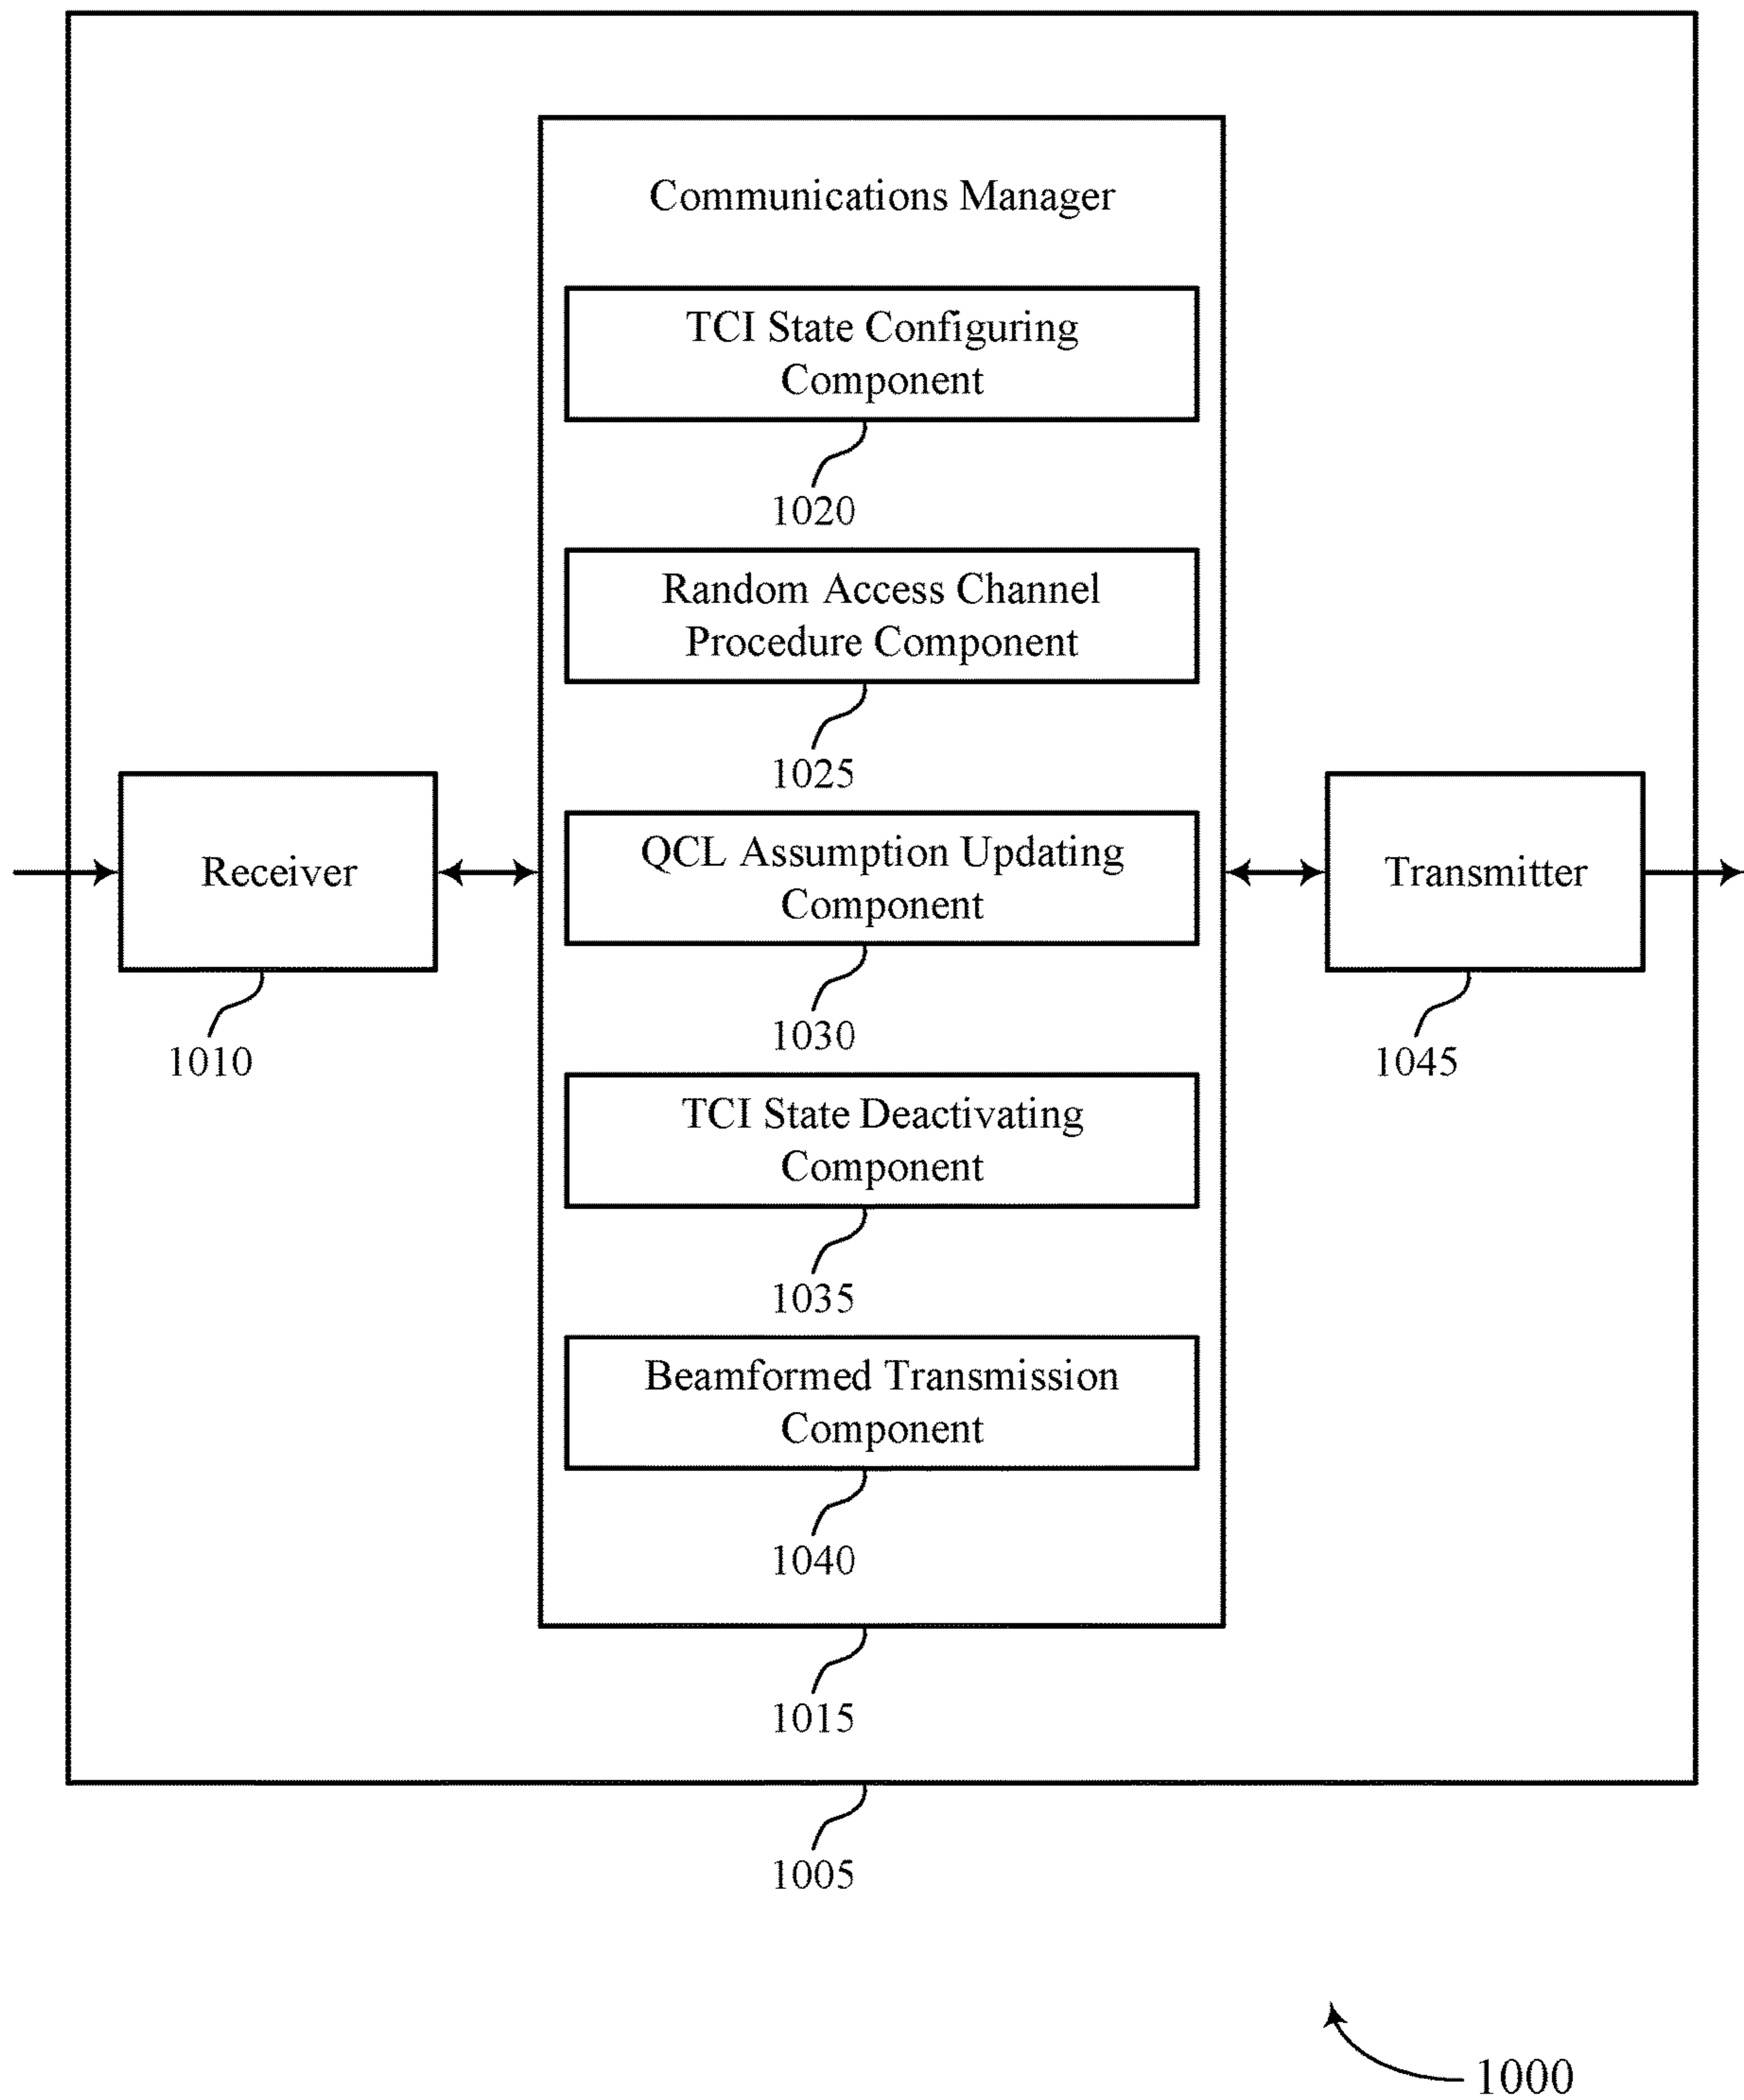 Communications Manager
TCI State Configuring
Component
1020
Random Access Channel
Procedure Component
1025
Receiver
1010
QCL Assumption Updating
Component
1030
Transmitter
1045
TCI State Deactivating
Component
1035
Beamformed Transmission
Component
1040
1015
1005
1000